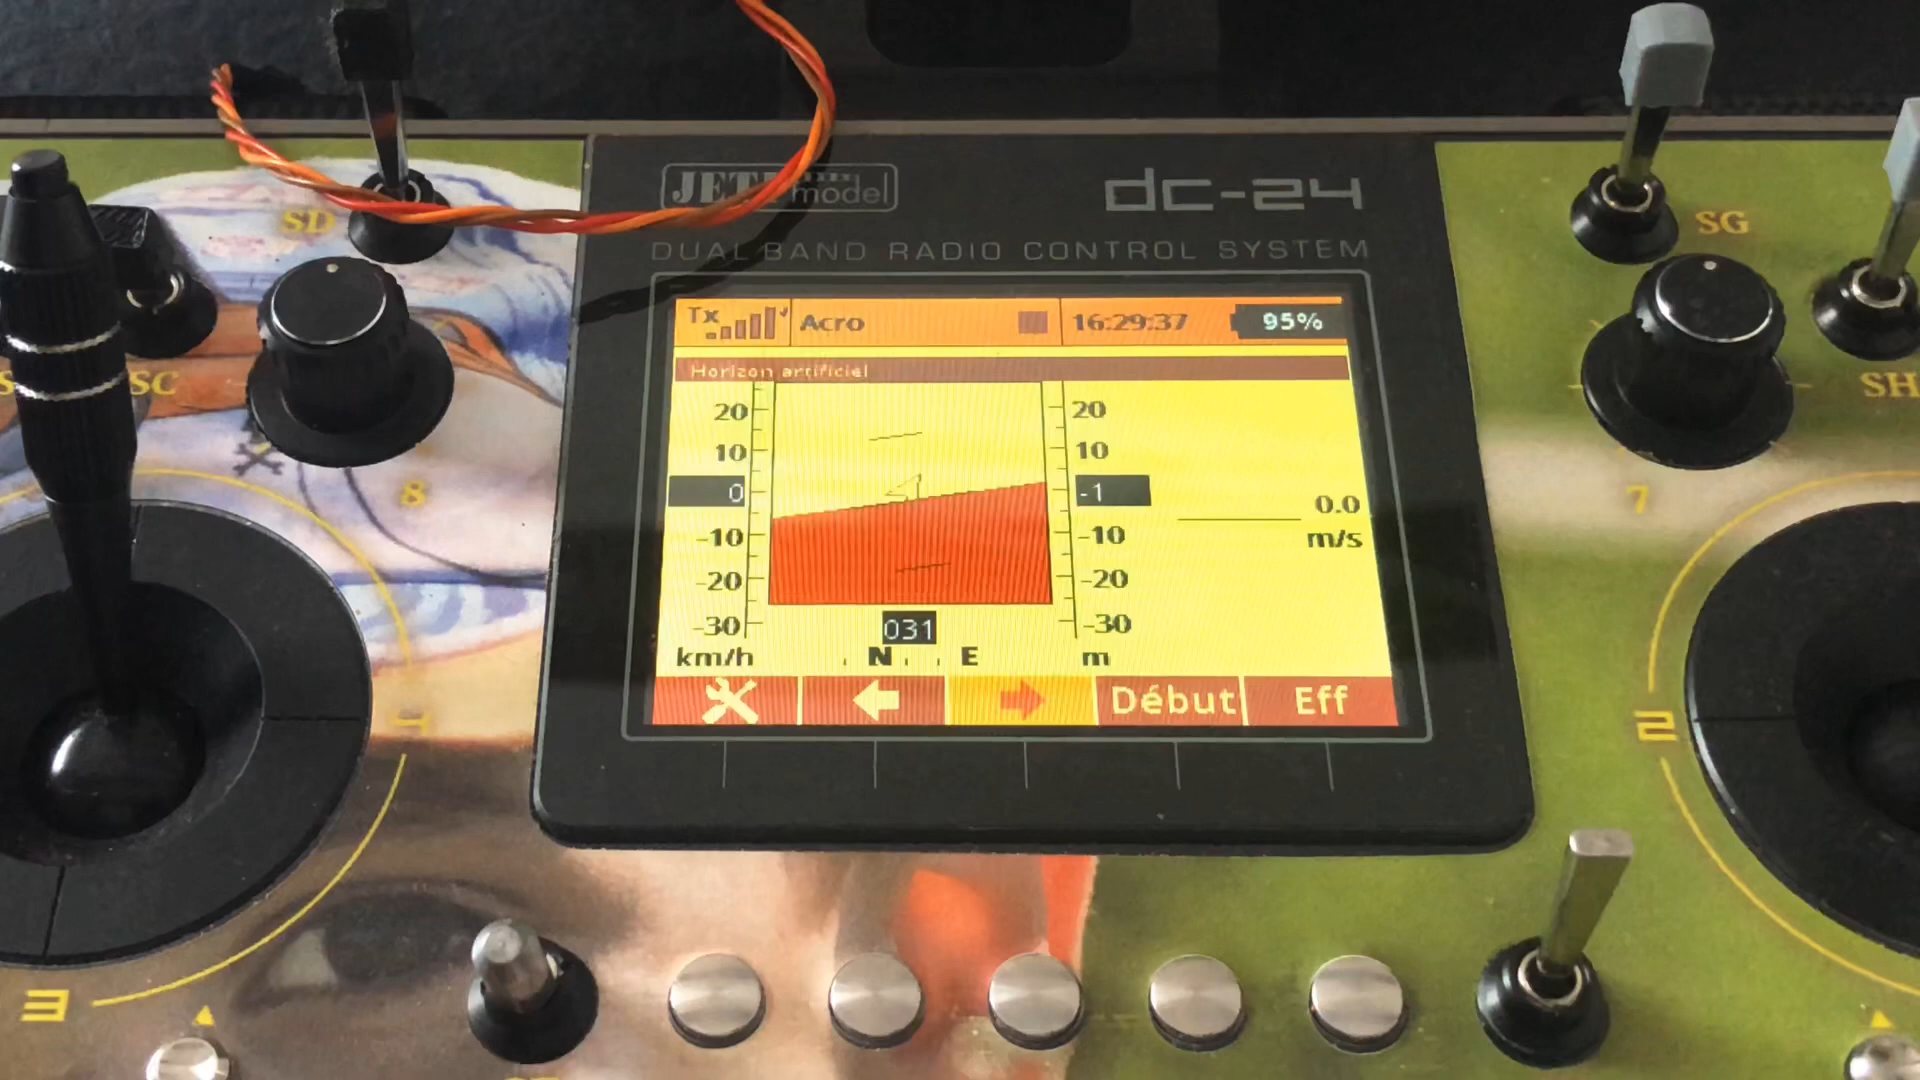 JETI model
dc-24
DUAL BAND RADIO CONTROL SYSTEM
SD
SG
SC
SH
8
7
Tx Acro 16:29:37 95%
Horizon artificiel
20 20
10 10
0 -1
-10 -10
-20 -20
-30 -30
0.0
m/s
031
km/h N E m
Début Eff
2
3